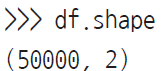 >>> df.shape
(50000, 2)